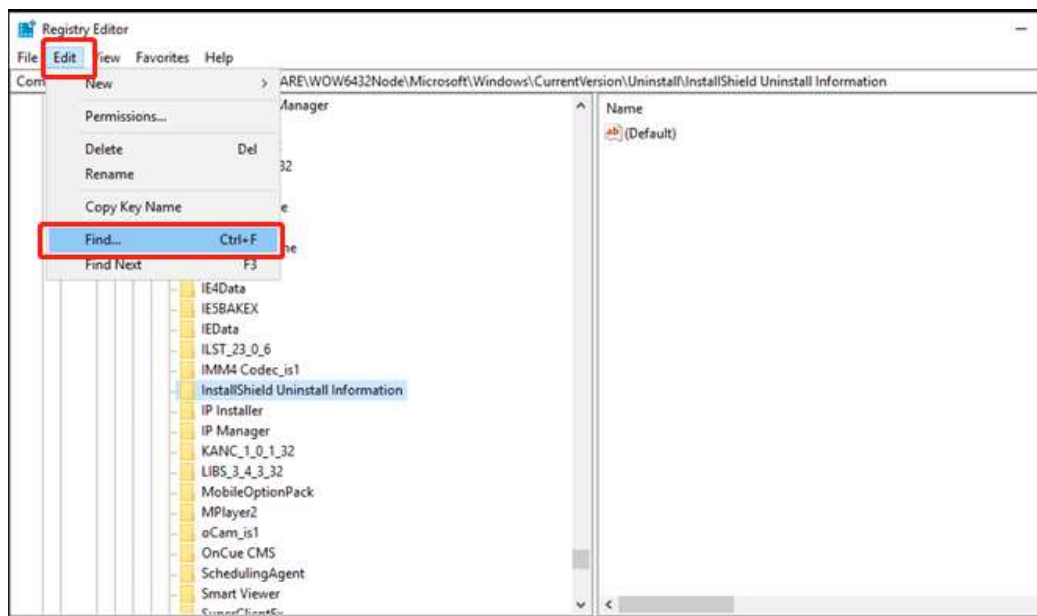 Registry Editor
File Edit View Favorites Help
Com ARE\WOW6432Node\Microsoft\Windows\CurrentVersion\Uninstall\InstallShield Uninstall Information
New
Permissions...
Delete Del
Rename
Copy Key Name
Find... Ctrl+F
Find Next F3
Manager
32
e
ne
IE4Data
IE5BAKEX
IEData
ILST_23_0_6
IMM4 Codec_is1
InstallShield Uninstall Information
IP Installer
IP Manager
KANC_1_0_1_32
LIBS_3_4_3_32
MobileOptionPack
MPlayer2
oCam_is1
OnCue CMS
SchedulingAgent
Smart Viewer
SuperClientEx
Name
(Default)